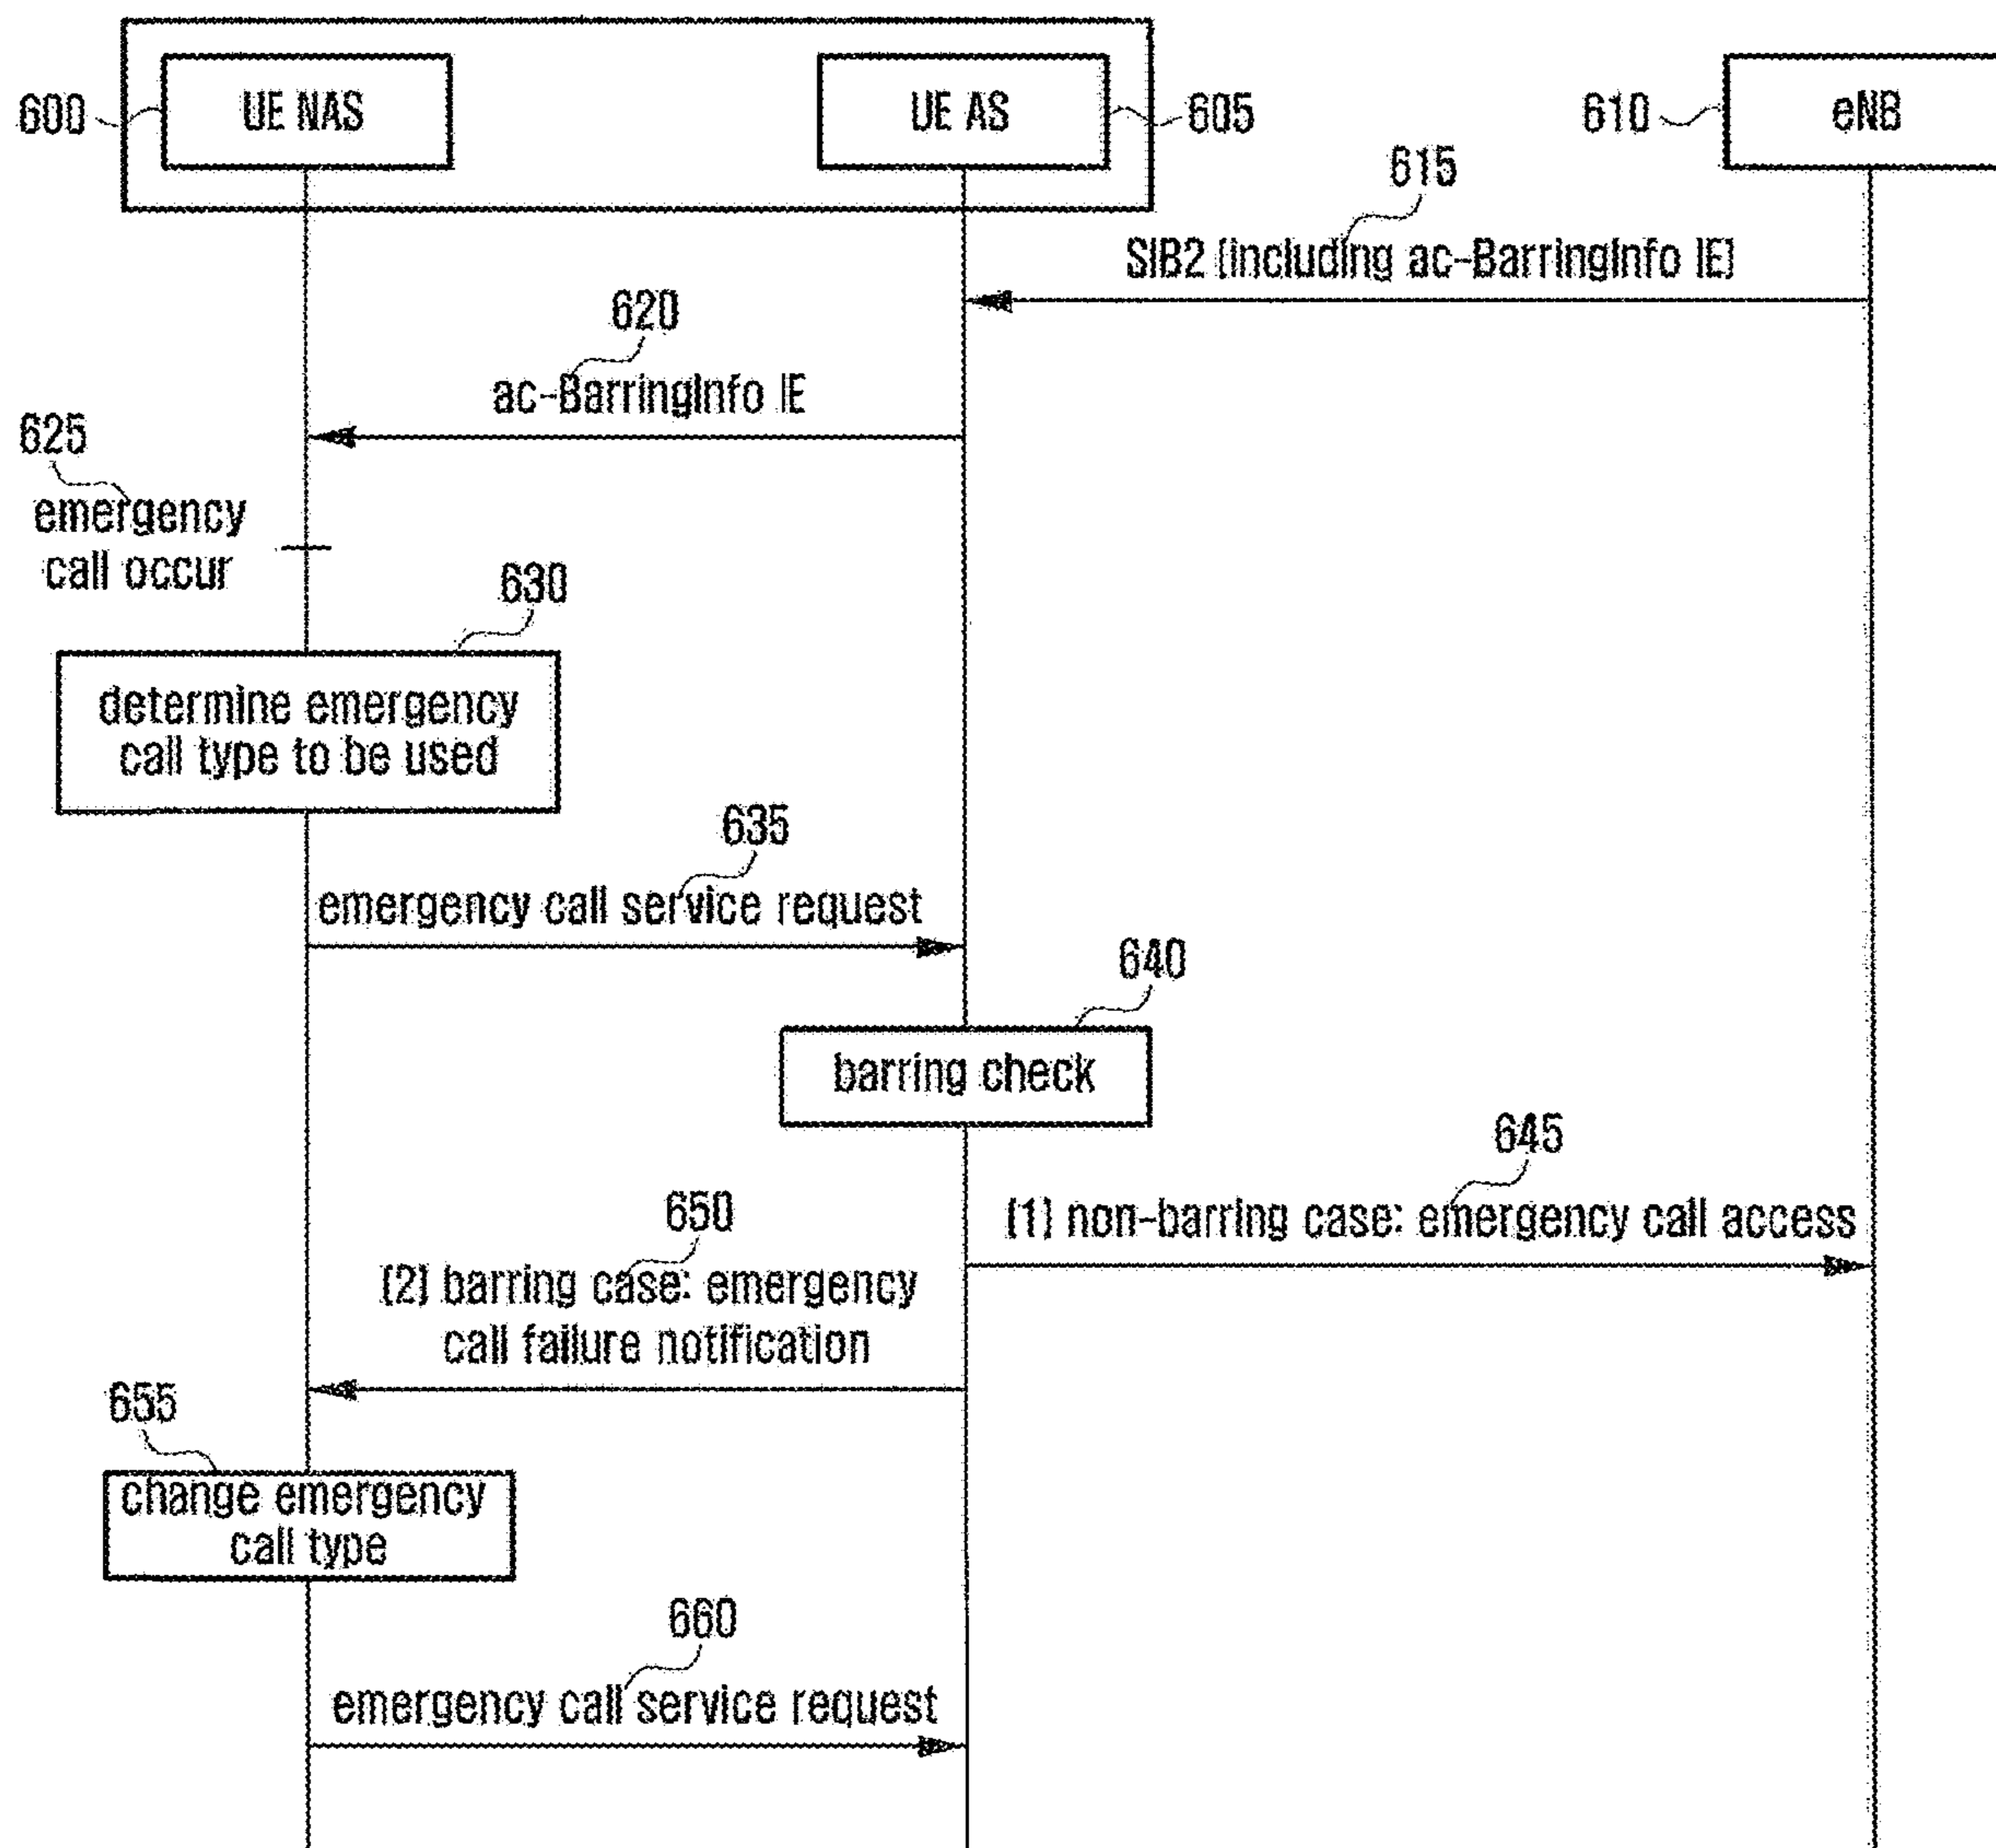 600
UE NAS
UE AS
605
610
eNB
615
SIB2 (including ac-BarringInfo IE)
620
ac-BarringInfo IE
625
emergency
call occur
630
determine emergency
call type to be used
635
emergency call service request
640
barring check
645
(1) non-barring case: emergency call access
650
(2) barring case: emergency
call failure notification
655
change emergency
call type
660
emergency call service request